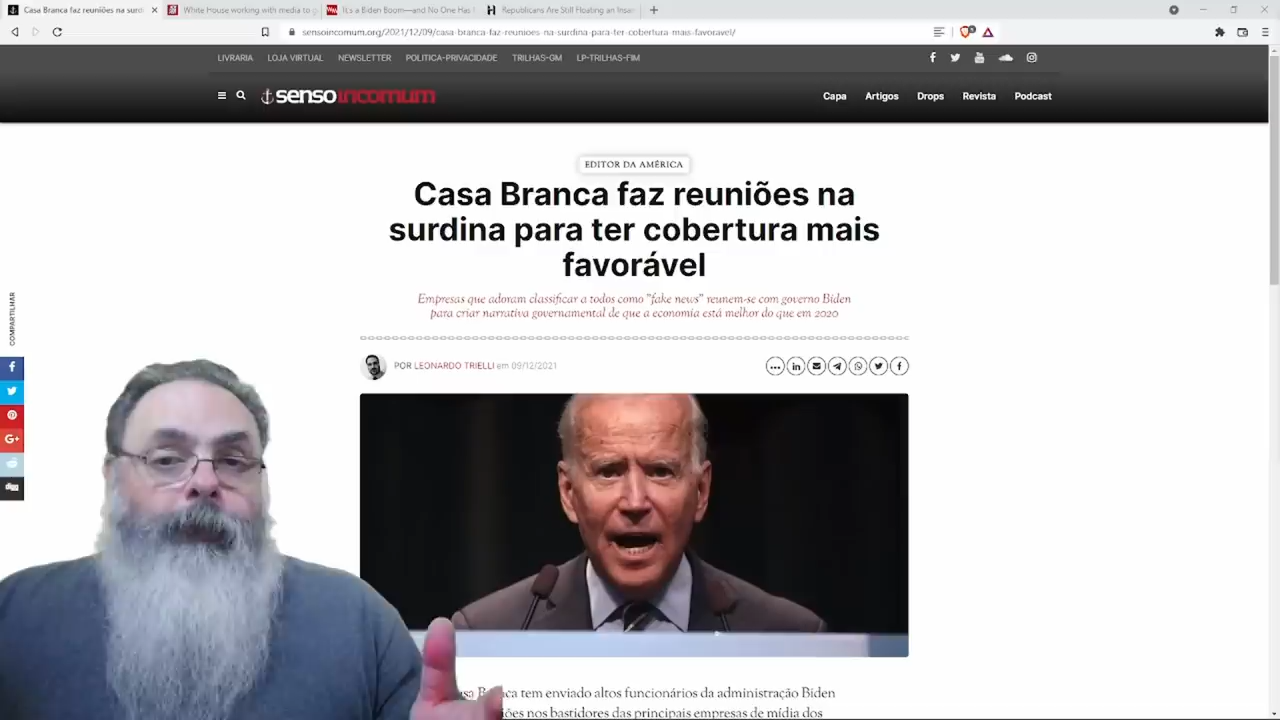 Casa Branca faz reuniões na surdin
White House working with media to g
It's a Biden Boom—and No One Has
Republicans Are Still Floating an Insan
sensoincomum.org/2021/12/09/casa-branca-faz-reunioes-na-surdina-para-ter-cobertura-mais-favoravel/
LIVRARIA LOJA VIRTUAL NEWSLETTER POLITICA-PRIVACIDADE TRILHAS-GM LP-TRILHAS-FIM
sensoincomum
Capa Artigos Drops Revista Podcast
EDITOR DA AMÉRICA
Casa Branca faz reuniões na
surdina para ter cobertura mais
favorável
Empresas que adoram classificar a todos como "fake news" reunem-se com governo Biden
para criar narrativa governamental de que a economia está melhor do que em 2020
COMPARTILHAR
POR LEONARDO TRIELLI em 09/12/2021
ca tem enviado altos funcionários da administração Biden
iões nos bastidores das principais empresas de mídia dos